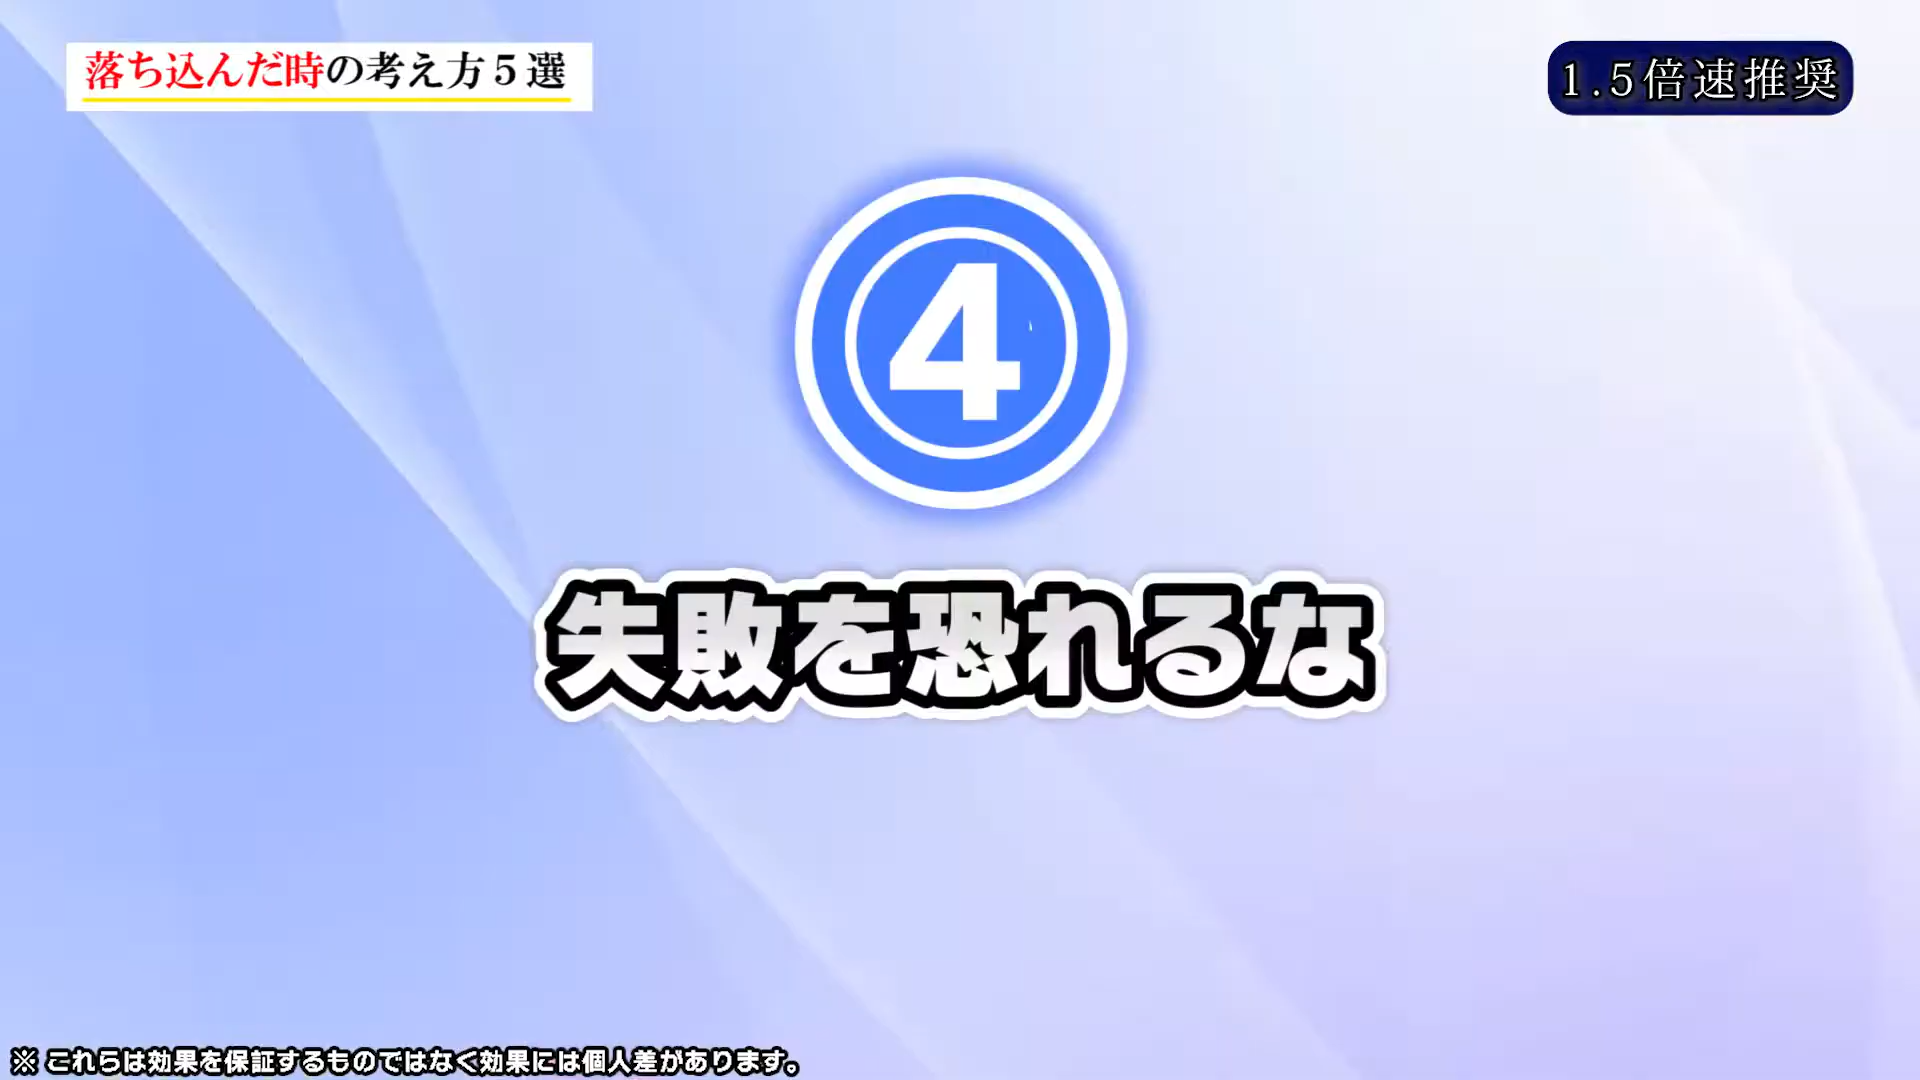 落ち込んだ時の考え方５選
1.5倍速推奨
4
失敗を恐れるな
※ これらは効果を保証するものではなく効果には個人差があります。